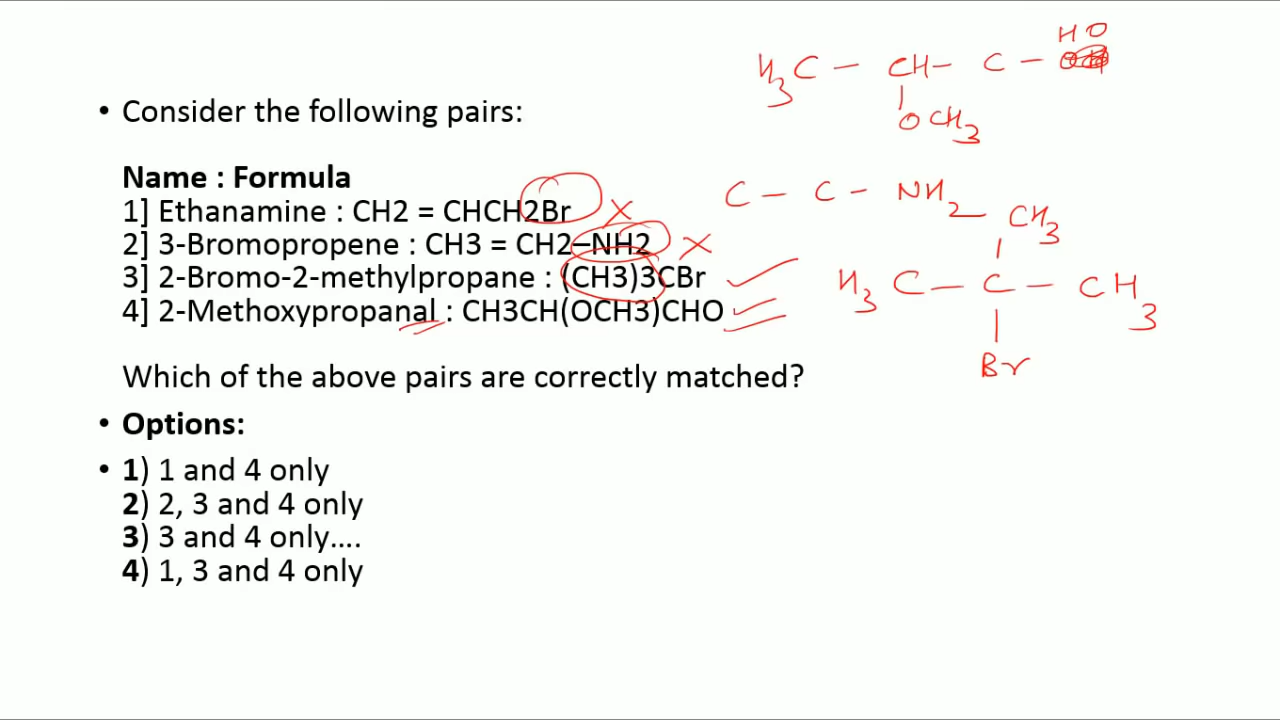 • Consider the following pairs:
Name : Formula
1] Ethanamine : CH2 = CHCH2Br
2] 3-Bromopropene : CH3 = CH2–NH2
3] 2-Bromo-2-methylpropane : (CH3)3CBr
4] 2-Methoxypropanal : CH3CH(OCH3)CHO
Which of the above pairs are correctly matched?
• Options:
• 1) 1 and 4 only
2) 2, 3 and 4 only
3) 3 and 4 only....
4) 1, 3 and 4 only
HO
H3C – CH – C –
OCH3
C – C – NH2
CH3
H3C – C – CH3
Br